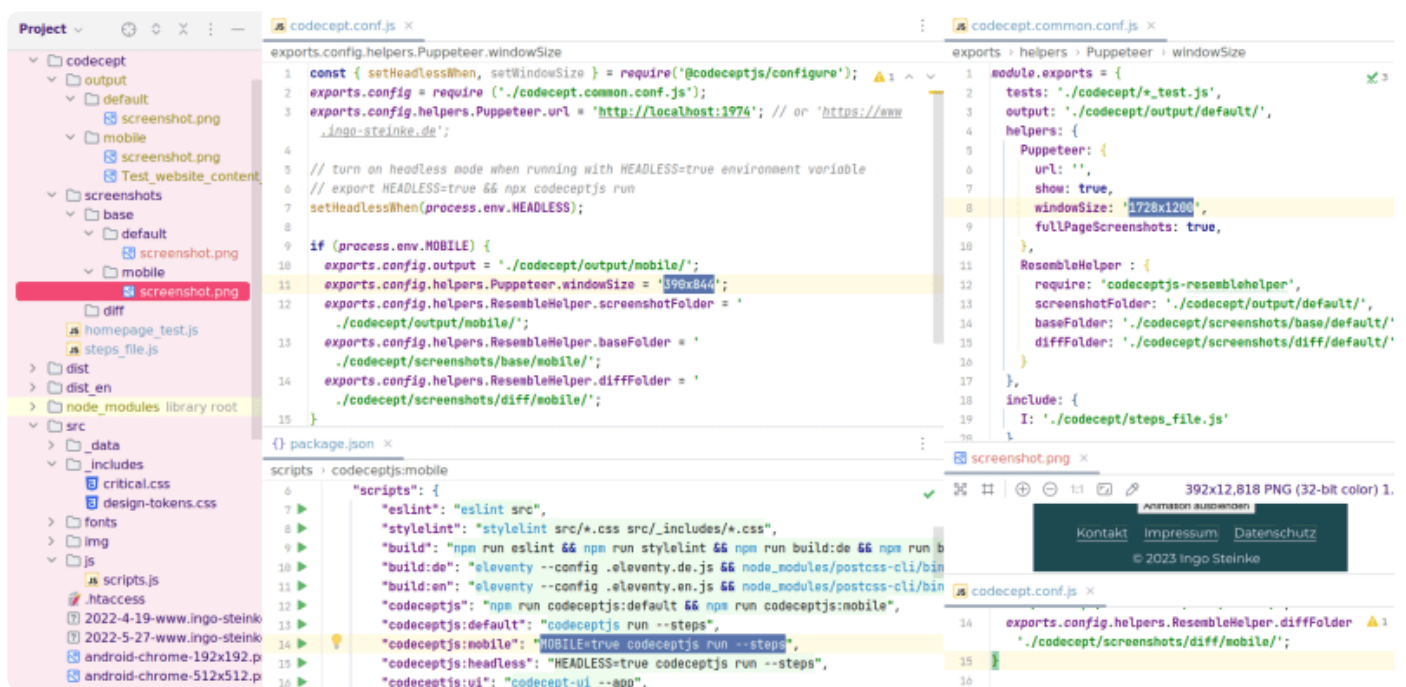 Project
codecept
output
default
screenshot.png
mobile
screenshot.png
Test_website_content_
screenshots
base
default
screenshot.png
mobile
screenshot.png
diff
homepage_test.js
steps_file.js
dist
dist_en
node_modules library root
src
_data
_includes
critical.css
design-tokens.css
fonts
img
js
scripts.js
.htaccess
2022-4-19-www.ingo-steink
2022-5-27-www.ingo-steink
android-chrome-192x192.p
android-chrome-512x512.p
codecept.conf.js
exports.config.helpers.Puppeteer.windowSize
1 const { setHeadlessWhen, setWindowSize } = require('@codeceptjs/configure');
1
2 exports.config = require ('./codecept.common.conf.js');
3 exports.config.helpers.Puppeteer.url = 'http://localhost:1974'; // or 'https://www
.ingo-steinke.de';
4
5 // turn on headless mode when running with HEADLESS=true environment variable
6 // export HEADLESS=true && npx codeceptjs run
7 setHeadlessWhen(process.env.HEADLESS);
8
9 if (process.env.MOBILE) {
10 exports.config.output = './codecept/output/mobile/';
11 exports.config.helpers.Puppeteer.windowSize = '390x844';
12 exports.config.helpers.ResembleHelper.screenshotFolder = '
./codecept/output/mobile/';
13 exports.config.helpers.ResembleHelper.baseFolder = '
./codecept/screenshots/base/mobile/';
14 exports.config.helpers.ResembleHelper.diffFolder = '
./codecept/screenshots/diff/mobile/';
15 }
{} package.json
scripts codeceptjs:mobile
6 "scripts": {
7 "eslint": "eslint src",
8 "stylelint": "stylelint src/*.css src/_includes/*.css",
9 "build": "npm run eslint && npm run stylelint && npm run build:de && npm run b
10 "build:de": "eleventy --config .eleventy.de.js && node_modules/postcss-cli/bin
11 "build:en": "eleventy --config .eleventy.en.js && node_modules/postcss-cli/bin
12 "codeceptjs": "npm run codeceptjs:default && npm run codeceptjs:mobile",
13 "codeceptjs:default": "codeceptjs run --steps",
14 "codeceptjs:mobile": "MOBILE=true codeceptjs run --steps",
15 "codeceptjs:headless": "HEADLESS=true codeceptjs run --steps",
16 "codeceptjs:ui": "codecept-ui --app",
codecept.common.conf.js
exports helpers Puppeteer windowSize
1 module.exports = {
3
2 tests: './codecept/*_test.js',
3 output: './codecept/output/default/',
4 helpers: {
5 Puppeteer: {
6 url: '',
7 show: true,
8 windowSize: '1728x1200',
9 fullPageScreenshots: true,
10 },
11 ResembleHelper : {
12 require: 'codeceptjs-resemblehelper',
13 screenshotFolder: './codecept/output/default/',
14 baseFolder: './codecept/screenshots/base/default/'
15 diffFolder: './codecept/screenshots/diff/default/'
16 }
17 },
18 include: {
19 I: './codecept/steps_file.js'
20 }
screenshot.png
1:1 392x12,818 PNG (32-bit color) 1.
Animation ausblenden
Kontakt Impressum Datenschutz
© 2023 Ingo Steinke
codecept.conf.js
14 exports.config.helpers.ResembleHelper.diffFolder
1
'./codecept/screenshots/diff/mobile/';
15 }
16